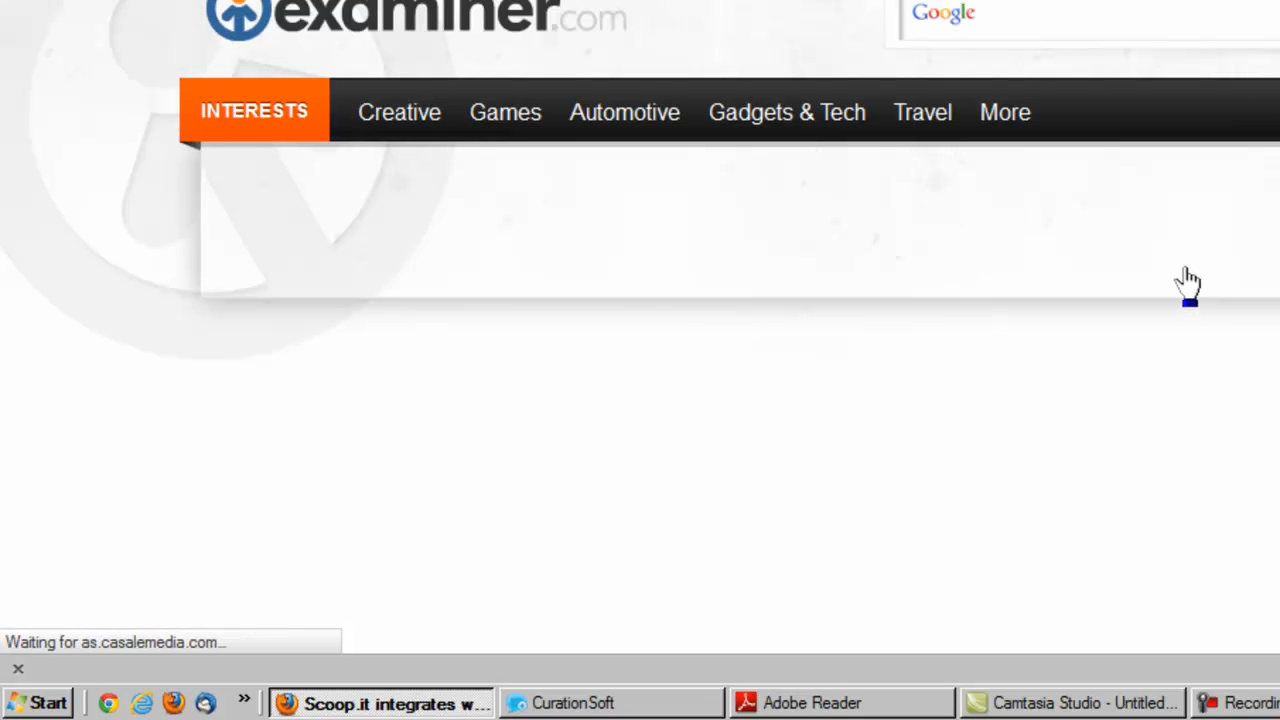 examiner.com
Google
INTERESTS Creative Games Automotive Gadgets & Tech Travel More
Waiting for as.casalemedia.com...
Start » Scoop.it integrates w... CurationSoft Adobe Reader Camtasia Studio - Untitled... Recordi